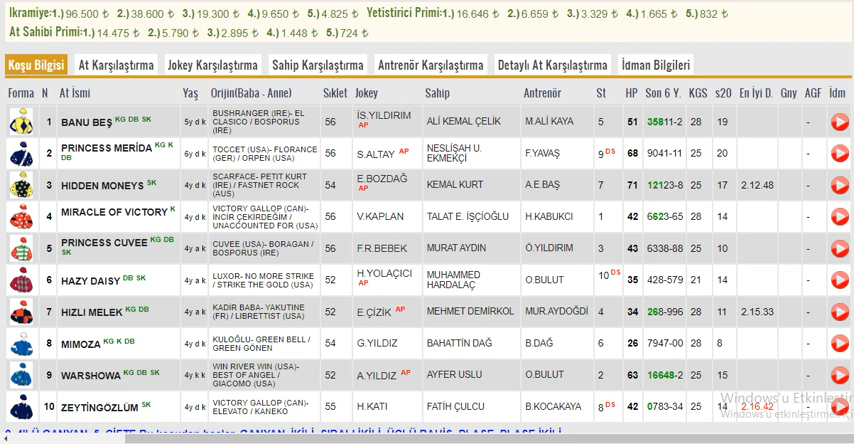 Ikramiye:1.) 96.500 ₺ 2.) 38.600 ₺ 3.) 19.300 ₺ 4.) 9.650 ₺ 5.) 4.825 ₺ Yetistirici Primi:1.) 16.646 ₺ 2.) 6.659 ₺ 3.) 3.329 ₺ 4.) 1.665 ₺ 5.) 832 ₺
At Sahibi Primi:1.) 14.475 ₺ 2.) 5.790 ₺ 3.) 2.895 ₺ 4.) 1.448 ₺ 5.) 724 ₺
Koşu Bilgisi At Karşılaştırma Jokey Karşılaştırma Sahip Karşılaştırma Antrenör Karşılaştırma Detaylı At Karşılaştırma İdman Bilgileri
Forma N At İsmi Yaş Orijin(Baba - Anne) Sıklet Jokey Sahip Antrenör St HP Son 6 Y. KGS s20 En İyi D. Gny AGF İdm
1 BANU BEŞ KG DB SK 5y d k BUSHRANGER (IRE)- EL CLASICO / BOSPORUS (IRE) 56 İS.YILDIRIM AP ALİ KEMAL ÇELİK M.ALİ KAYA 5 51 35811-2 28 19 -
2 PRINCESS MERİDA KG K DB 6y d k TOCCET (USA)- FLORANCE (GER) / ORPEN (USA) 56 S.ALTAY AP NESLİŞAH U. EKMEKÇİ F.YAVAŞ 9 DS 68 9041-11 25 20 -
3 HIDDEN MONEYS SK 4y d k SCARFACE- PETIT KURT (IRE) / FASTNET ROCK (AUS) 54 E.BOZDAĞ AP KEMAL KURT A.E.BAŞ 7 71 12123-8 25 17 2.12.48 -
4 MIRACLE OF VICTORY K 4y d k VICTORY GALLOP (CAN)- İNCİR ÇEKİRDEĞİM / UNACCOUNTED FOR (USA) 56 V.KAPLAN TALAT E. İŞÇİOĞLU H.KABUKCI 1 42 6623-65 28 14 -
5 PRINCESS CUVEE KG DB SK 4y a k CUVEE (USA)- BORAGAN / BOSPORUS (IRE) 56 F.R.BEBEK MURAT AYDIN Ö.YILDIRIM 3 43 6338-88 25 10 -
6 HAZY DAISY DB SK 4y a k LUXOR- NO MORE STRIKE / STRIKE THE GOLD (USA) 52 H.YOLAÇICI AP MUHAMMED HARDALAÇ O.BULUT 10 DS 35 428-579 21 14 -
7 HIZLI MELEK KG DB 4y a k KADIR BABA- YAKUTINE (FR) / LIBRETTIST (USA) 52 E.ÇİZİK AP MEHMET DEMİRKOL MUR.AYDOĞDİ 4 34 268-996 28 11 2.15.33 -
8 MIMOZA KG K DB 4y d k KULOĞLU- GREEN BELL / GREEN GÖNEN 54 G.YILDIZ BAHATTİN DAĞ B.DAĞ 6 26 7947-00 28 8 -
9 WARSHOWA KG DB SK 4y k k WIN RIVER WIN (USA)- BEST OF ANGEL / GIACOMO (USA) 52 A.YILDIZ AP AYFER USLU O.BULUT 2 63 16648-2 25 15 -
10 ZEYTİNGÖZLÜM SK 4y d k VICTORY GALLOP (CAN)- ELEVATO / KANEKO 55 H.KATI FATİH ÇULCU B.KOCAKAYA 8 DS 42 0783-34 25 14 2.16.42 -
Windows'u Etkinleştir
Windows'u etkinleştirmek